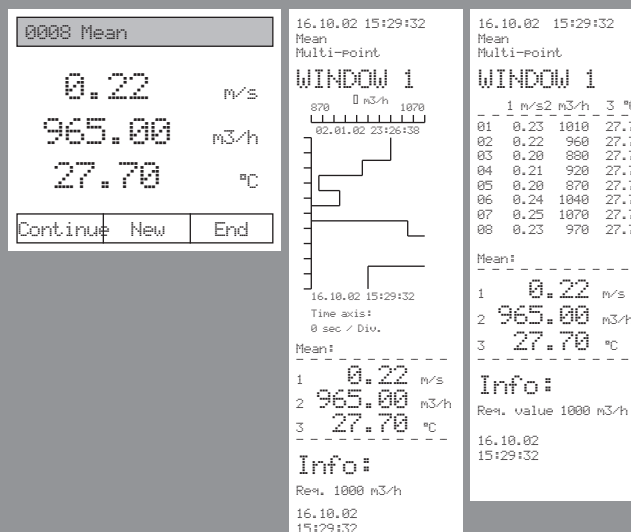 0008 Mean
0.22 m/s
965.00 m3/h
27.70 °C
Continue New End
16.10.02 15:29:32
Mean
Multi-point
WINDOW 1
▯ m3/h
870 1070
02.01.02 23:26:38
16.10.02 15:29:32
Time axis:
0 sec / Div.
Mean:
1 0.22 m/s
2 965.00 m3/h
3 27.70 °C
Info:
Req. 1000 m3/h
16.10.02
15:29:32
16.10.02 15:29:32
Mean
Multi-point
WINDOW 1
1 m/s2 m3/h 3
01 0.23 1010
02 0.22 960
03 0.20 880
04 0.21 920
05 0.20 870
06 0.24 1040
07 0.25 1070
08 0.23 970
Mean:
1 0.22 m/s
2 965.00 m3/h
3 27.70 °C
Info:
Req. value 1000 m3/h
16.10.02
15:29:32